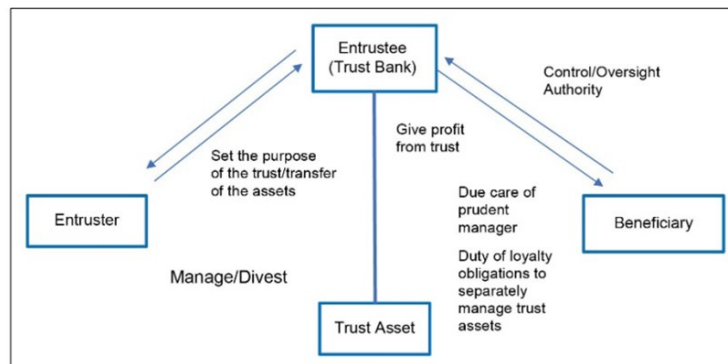 Entrustee
(Trust Bank)
Control/Oversight
Authority
Give profit
from trust
Set the purpose
of the trust/transfer
of the assets
Entruster
Due care of
prudent
manager
Beneficiary
Duty of loyalty
obligations to
separately
manage trust
assets
Manage/Divest
Trust Asset